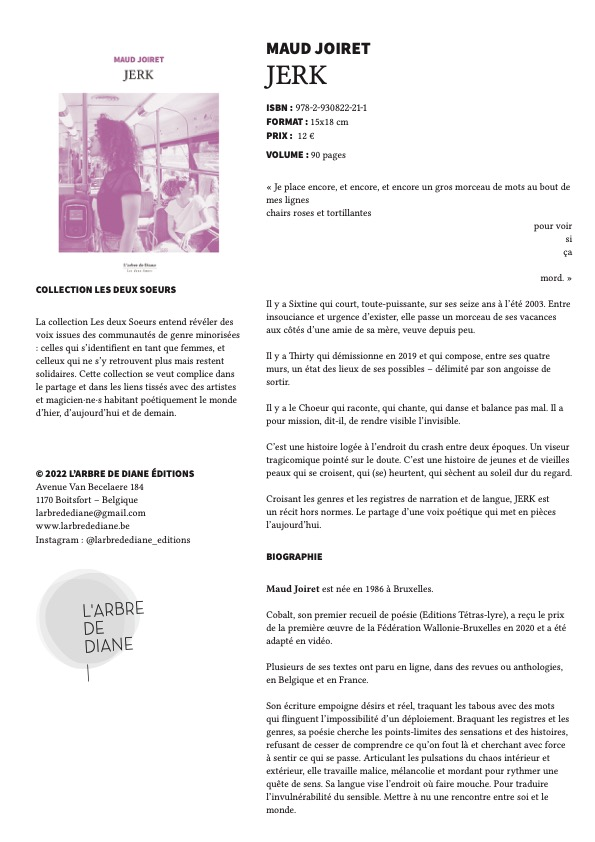 MAUD JOIRET
JERK
L'arbre de Diane
Les deux Soeurs
COLLECTION LES DEUX SOEURS
La collection Les deux Soeurs entend révéler des
voix issues des communautés de genre minorisées
: celles qui s'identifient en tant que femmes, et
celleux qui ne s'y retrouvent plus mais restent
solidaires. Cette collection se veut complice dans
le partage et dans les liens tissés avec des artistes
et magicien·ne·s habitant poétiquement le monde
d'hier, d'aujourd'hui et de demain.
© 2022 L'ARBRE DE DIANE ÉDITIONS
Avenue Van Becelaere 184
1170 Boitsfort – Belgique
larbredediane@gmail.com
www.larbrededIane.be
Instagram : @larbredediane_editions
L'ARBRE
DE
DIANE
MAUD JOIRET
JERK
ISBN : 978-2-930822-21-1
FORMAT : 15x18 cm
PRIX : 12 €
VOLUME : 90 pages
« Je place encore, et encore, et encore un gros morceau de mots au bout de
mes lignes
chairs roses et tortillantes
pour voir
si
ça
mord. »
Il y a Sixtine qui court, toute-puissante, sur ses seize ans à l'été 2003. Entre
insouciance et urgence d'exister, elle passe un morceau de ses vacances
aux côtés d'une amie de sa mère, veuve depuis peu.
Il y a Thirty qui démissionne en 2019 et qui compose, entre ses quatre
murs, un état des lieux de ses possibles – délimité par son angoisse de
sortir.
Il y a le Choeur qui raconte, qui chante, qui danse et balance pas mal. Il a
pour mission, dit-il, de rendre visible l'invisible.
C'est une histoire logée à l'endroit du crash entre deux époques. Un viseur
tragicomique pointé sur le doute. C'est une histoire de jeunes et de vieilles
peaux qui se croisent, qui (se) heurtent, qui sèchent au soleil dur du regard.
Croisant les genres et les registres de narration et de langue, JERK est
un récit hors normes. Le partage d'une voix poétique qui met en pièces
l'aujourd'hui.
BIOGRAPHIE
Maud Joiret est née en 1986 à Bruxelles.
Cobalt, son premier recueil de poésie (Editions Tétras-lyre), a reçu le prix
de la première œuvre de la Fédération Wallonie-Bruxelles en 2020 et a été
adapté en vidéo.
Plusieurs de ses textes ont paru en ligne, dans des revues ou anthologies,
en Belgique et en France.
Son écriture empoigne désirs et réel, traquant les tabous avec des mots
qui flinguent l'impossibilité d'un déploiement. Braquant les registres et les
genres, sa poésie cherche les points-limites des sensations et des histoires,
refusant de cesser de comprendre ce qu'on fout là et cherchant avec force
à sentir ce qui se passe. Articulant les pulsations du chaos intérieur et
extérieur, elle travaille malice, mélancolie et mordant pour rythmer une
quête de sens. Sa langue vise l'endroit où faire mouche. Pour traduire
l'invulnérabilité du sensible. Mettre à nu une rencontre entre soi et le
monde.